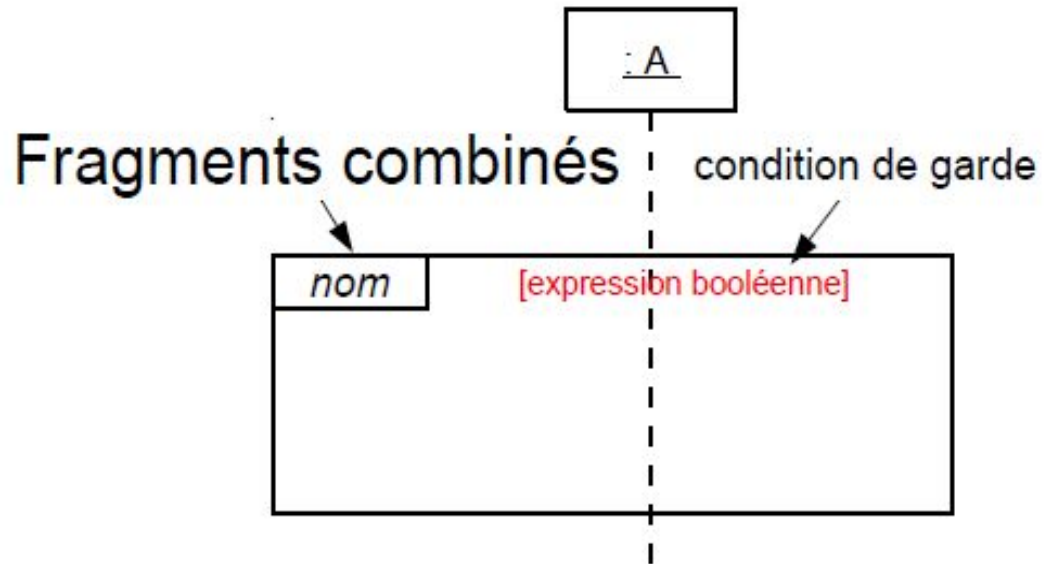 : A
Fragments combinés
condition de garde
nom
[expression booléenne]